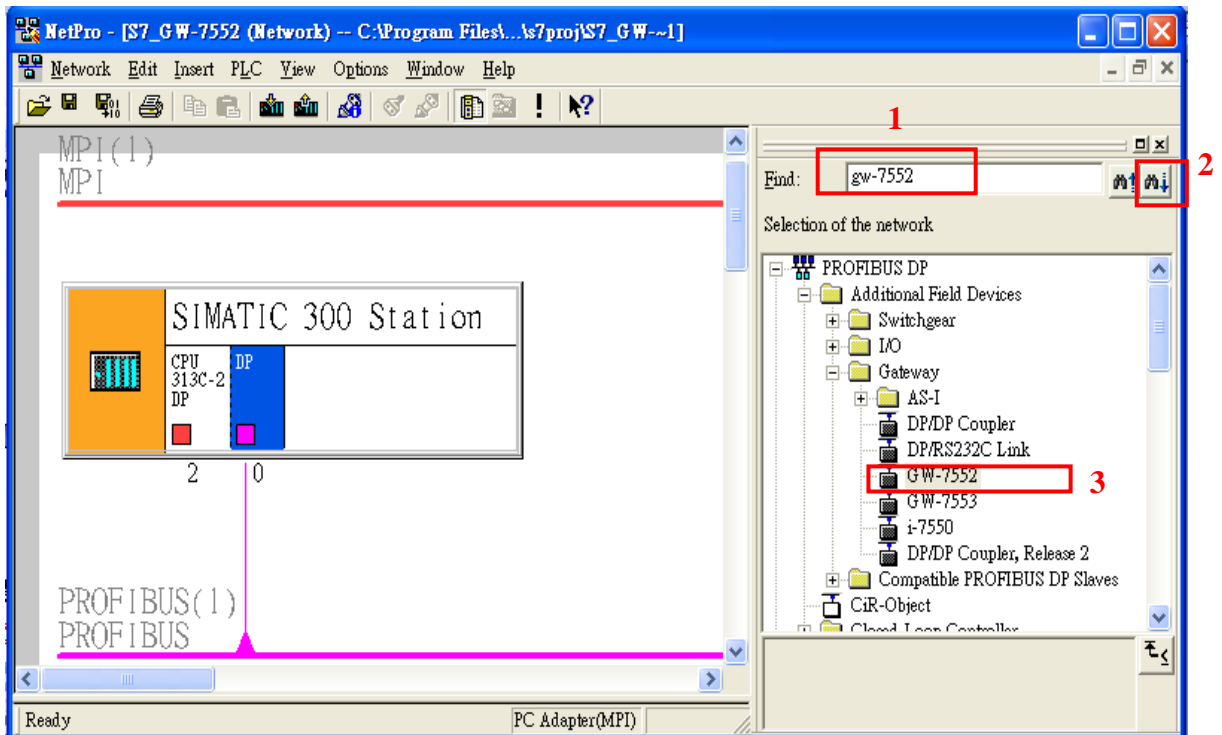 NetPro - [S7_GW-7552 (Network) -- C:\Program Files\...\s7proj\S7_GW-~1]
Network Edit Insert PLC View Options Window Help
1
2
MPI(1)
MPI
Find: gw-7552
Selection of the network
PROFIBUS DP
Additional Field Devices
Switchgear
I/O
Gateway
AS-I
DP/DP Coupler
DP/RS232C Link
GW-7552
3
GW-7553
i-7550
DP/DP Coupler, Release 2
Compatible PROFIBUS DP Slaves
CiR-Object
Closed-Loop Controller
SIMATIC 300 Station
CPU
313C-2
DP
DP
2 0
PROFIBUS(1)
PROFIBUS
Ready PC Adapter(MPI)